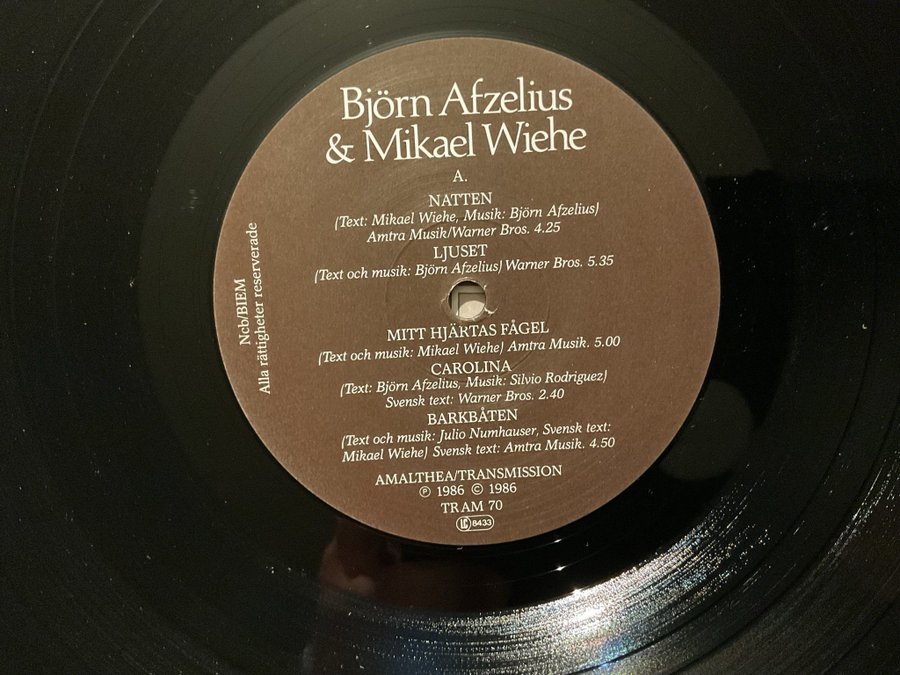 Björn Afzelius
& Mikael Wiehe
A.
NATTEN
(Text: Mikael Wiehe, Musik: Björn Afzelius)
Amtra Musik/Warner Bros. 4.25
LJUSET
(Text och musik: Björn Afzelius) Warner Bros. 5.35
MITT HJÄRTAS FÅGEL
(Text och musik: Mikael Wiehe) Amtra Musik. 5.00
CAROLINA
(Text: Björn Afzelius, Musik: Silvio Rodriguez)
Svensk text: Warner Bros. 2.40
BARKBÅTEN
(Text och musik: Julio Numhauser, Svensk text:
Mikael Wiehe) Svensk text: Amtra Musik. 4.50
AMALTHEA/TRANSMISSION
℗ 1986 © 1986
TRAM 70
LC 8433
Ncb/BIEM
Alla rättigheter reserverade